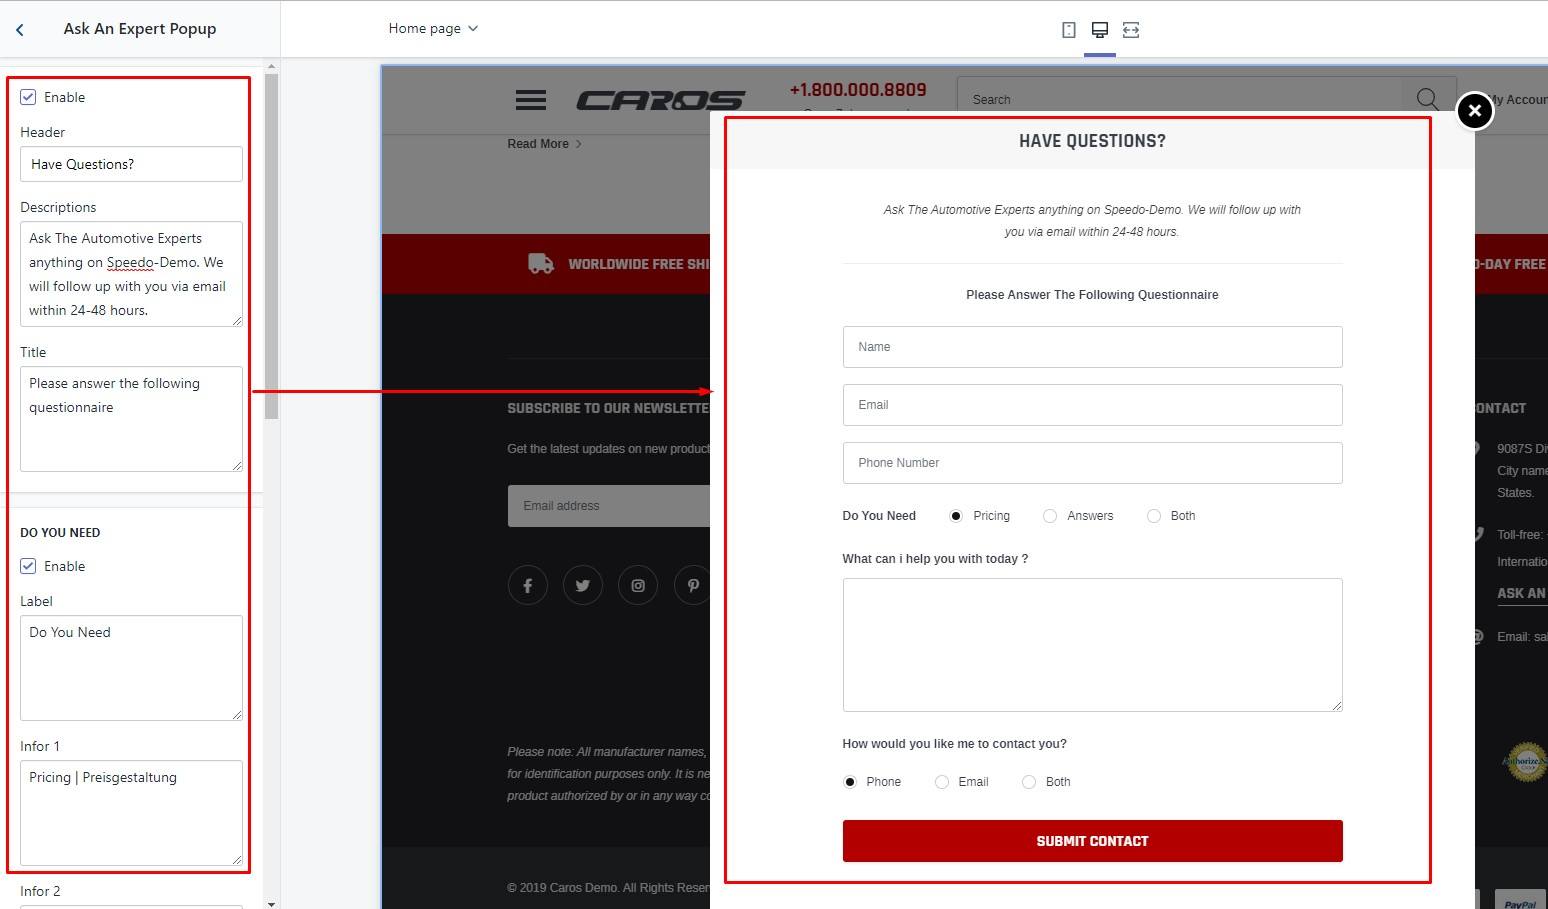 Ask An Expert Popup
Home page
Enable
Header
Have Questions?
Descriptions
Ask The Automotive Experts
anything on Speedo-Demo. We
will follow up with you via email
within 24-48 hours.
Title
Please answer the following
questionnaire
DO YOU NEED
Enable
Label
Do You Need
Infor 1
Pricing | Preisgestaltung
Infor 2
CAROS
+1.800.000.8809
Search
My Accoun
Read More
WORLDWIDE FREE SHI
-DAY FREE
SUBSCRIBE TO OUR NEWSLETTE
Get the latest updates on new product
Email address
Please note: All manufacturer names,
for identification purposes only. It is ne
product authorized by or in any way co
© 2019 Caros Demo. All Rights Reser
HAVE QUESTIONS?
Ask The Automotive Experts anything on Speedo-Demo. We will follow up with
you via email within 24-48 hours.
Please Answer The Following Questionnaire
Name
Email
Phone Number
Do You Need Pricing Answers Both
What can i help you with today ?
How would you like me to contact you?
Phone Email Both
SUBMIT CONTACT
ONTACT
9087S Di
City name
States.
Toll-free:
Internatio
ASK AN
Email: sal
PayPal